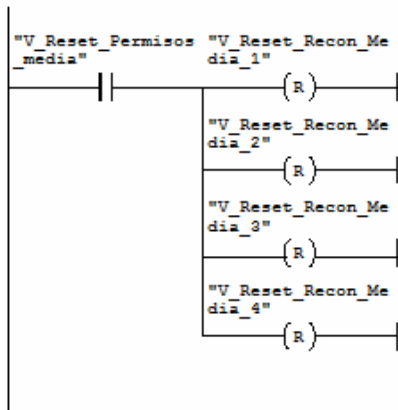 "V_Reset_Permisos "V_Reset_Recon_Me
_media" dia_1"
(R)
"V_Reset_Recon_Me
dia_2"
(R)
"V_Reset_Recon_Me
dia_3"
(R)
"V_Reset_Recon_Me
dia_4"
(R)